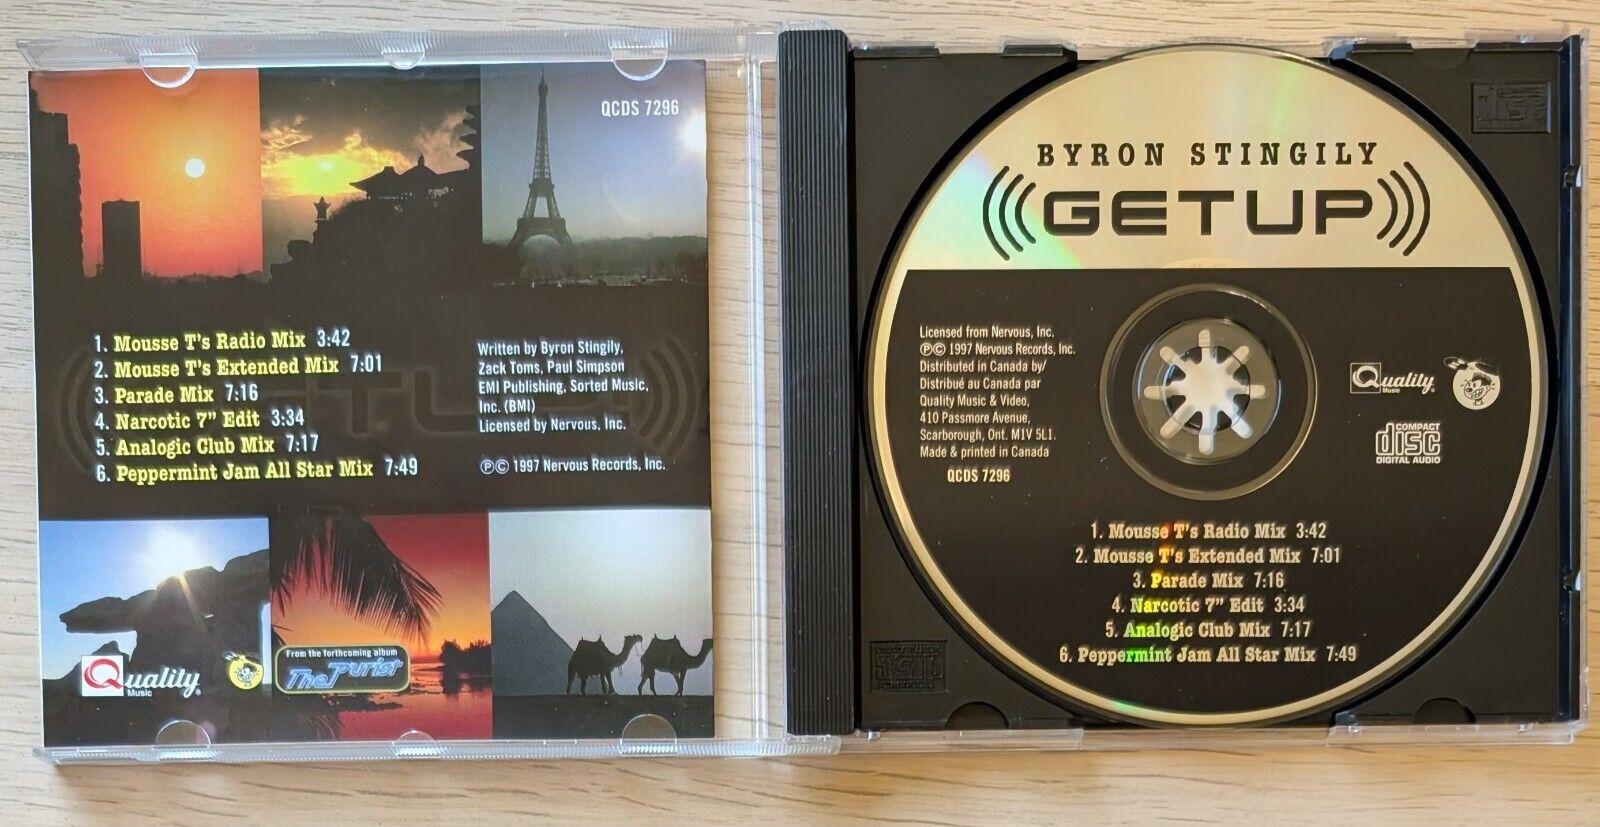 QCDS 7296
1. Mousse T's Radio Mix 3:42
2. Mousse T's Extended Mix 7:01
3. Parade Mix 7:16
4. Narcotic 7" Edit 3:34
5. Analogic Club Mix 7:17
6. Peppermint Jam All Star Mix 7:49
Written by Byron Stingily,
Zack Toms, Paul Simpson
EMI Publishing, Sorted Music,
Inc. (BMI)
Licensed by Nervous, Inc.
℗© 1997 Nervous Records, Inc.
Quality
Music
From the forthcoming album
The Purist
BYRON STINGILY
GETUP
Licensed from Nervous, Inc.
℗© 1997 Nervous Records, Inc.
Distributed in Canada by/
Distribué au Canada par
Quality Music & Video,
410 Passmore Avenue,
Scarborough, Ont. M1V 5L1.
Made & printed in Canada
QCDS 7296
Quality
Music
COMPACT
disc
DIGITAL AUDIO
1. Mousse T's Radio Mix 3:42
2. Mousse T's Extended Mix 7:01
3. Parade Mix 7:16
4. Narcotic 7" Edit 3:34
5. Analogic Club Mix 7:17
6. Peppermint Jam All Star Mix 7:49